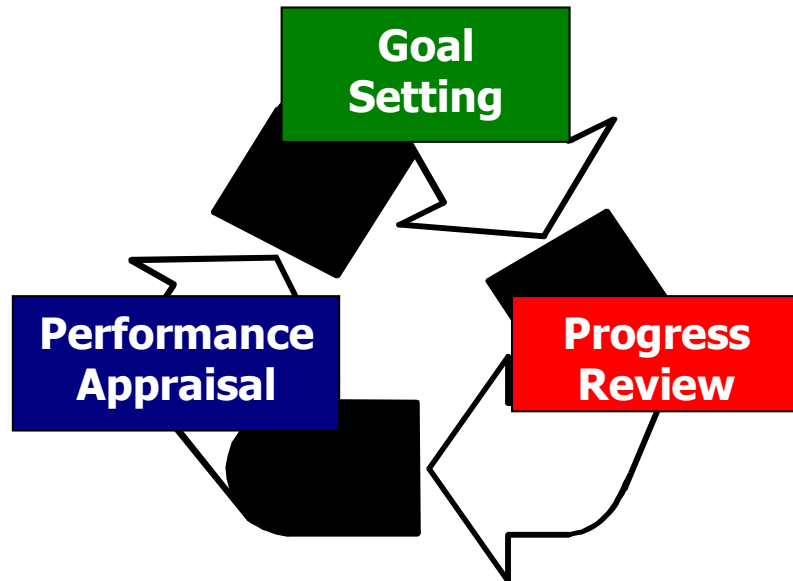 Goal
Setting
Performance
Appraisal
Progress
Review